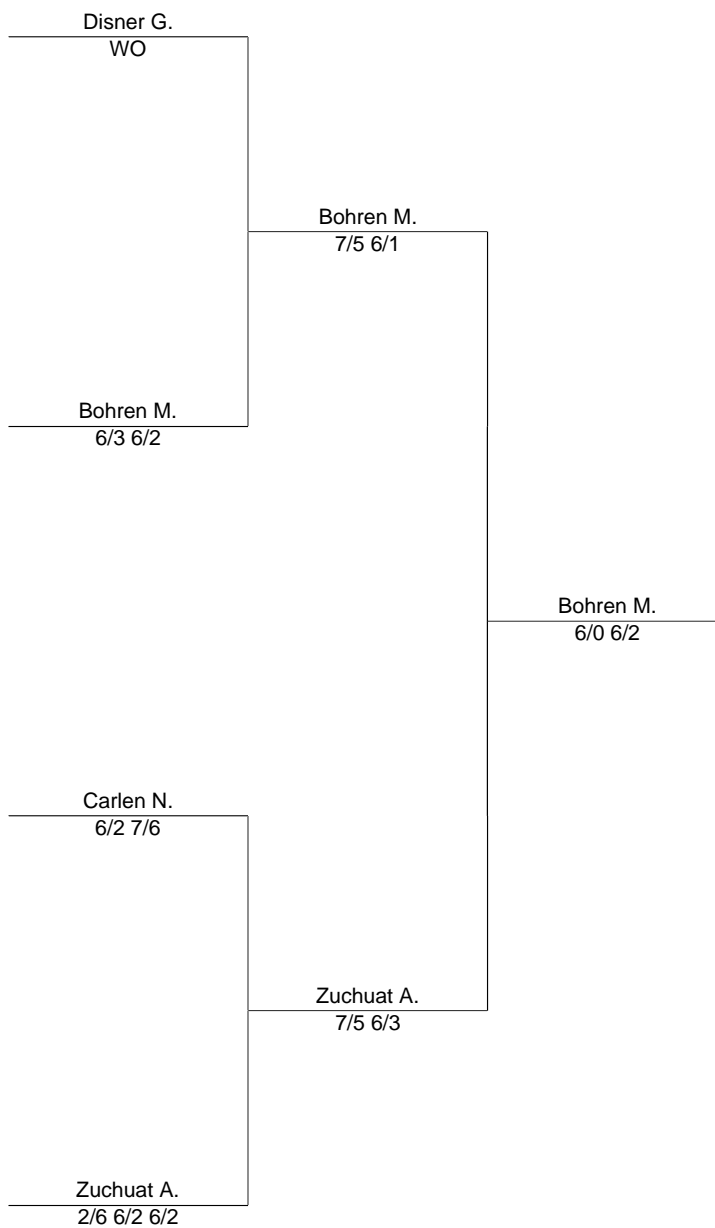 Disner G.
WO
Bohren M.
7/5 6/1
Bohren M.
6/3 6/2
Bohren M.
6/0 6/2
Carlen N.
6/2 7/6
Zuchuat A.
7/5 6/3
Zuchuat A.
2/6 6/2 6/2